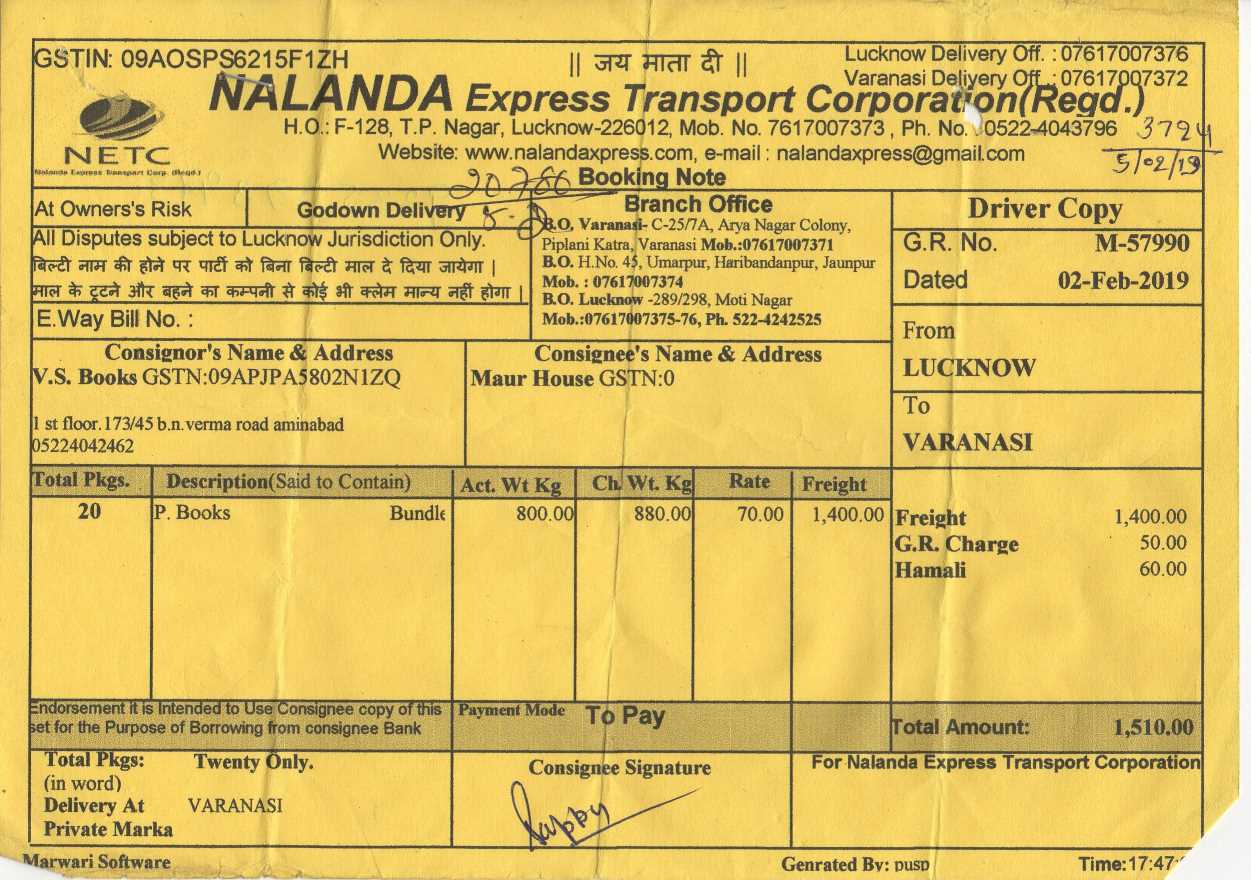 GSTIN: 09AOSPS6215F1ZH
|| जय माता दी ||
Lucknow Delivery Off. : 07617007376
Varanasi Delivery Off. : 07617007372
NALANDA Express Transport Corporation(Regd.)
H.O.: F-128, T.P. Nagar, Lucknow-226012, Mob. No. 7617007373 , Ph. No. 0522-4043796
3794
NETC
Nalanda Express Transport Corp. (Regd.)
Website: www.nalandaxpress.com, e-mail : nalandaxpress@gmail.com
5/02/19
Booking Note
At Owners's Risk
Godown Delivery
Branch Office
B.O. Varanasi- C-25/7A, Arya Nagar Colony,
Piplani Katra, Varanasi Mob.:07617007371
B.O. H.No. 45, Umarpur, Haribandanpur, Jaunpur
Mob. : 07617007374
B.O. Lucknow -289/298, Moti Nagar
Mob.:07617007375-76, Ph. 522-4242525
Driver Copy
All Disputes subject to Lucknow Jurisdiction Only.
बिल्टी नाम की होने पर पार्टी को बिना बिल्टी माल दे दिया जायेगा |
माल के टूटने और बहने का कम्पनी से कोई भी क्लेम मान्य नहीं होगा |
E.Way Bill No. :
G.R. No. M-57990
Dated 02-Feb-2019
From
LUCKNOW
To
VARANASI
Consignor's Name & Address
V.S. Books GSTN:09APJPA5802N1ZQ
1 st floor.173/45 b.n.verma road aminabad
05224042462
Consignee's Name & Address
Maur House GSTN:0
Total Pkgs. Description(Said to Contain) Act. Wt Kg Ch. Wt. Kg Rate Freight
20 P. Books Bundle 800.00 880.00 70.00 1,400.00
Freight 1,400.00
G.R. Charge 50.00
Hamali 60.00
Endorsement it is Intended to Use Consignee copy of this
set for the Purpose of Borrowing from consignee Bank
Payment Mode To Pay
Total Amount: 1,510.00
Total Pkgs: Twenty Only.
(in word)
Delivery At VARANASI
Private Marka
Consignee Signature
Pappy
For Nalanda Express Transport Corporation
Marwari Software
Genrated By: pusp
Time:17:47: